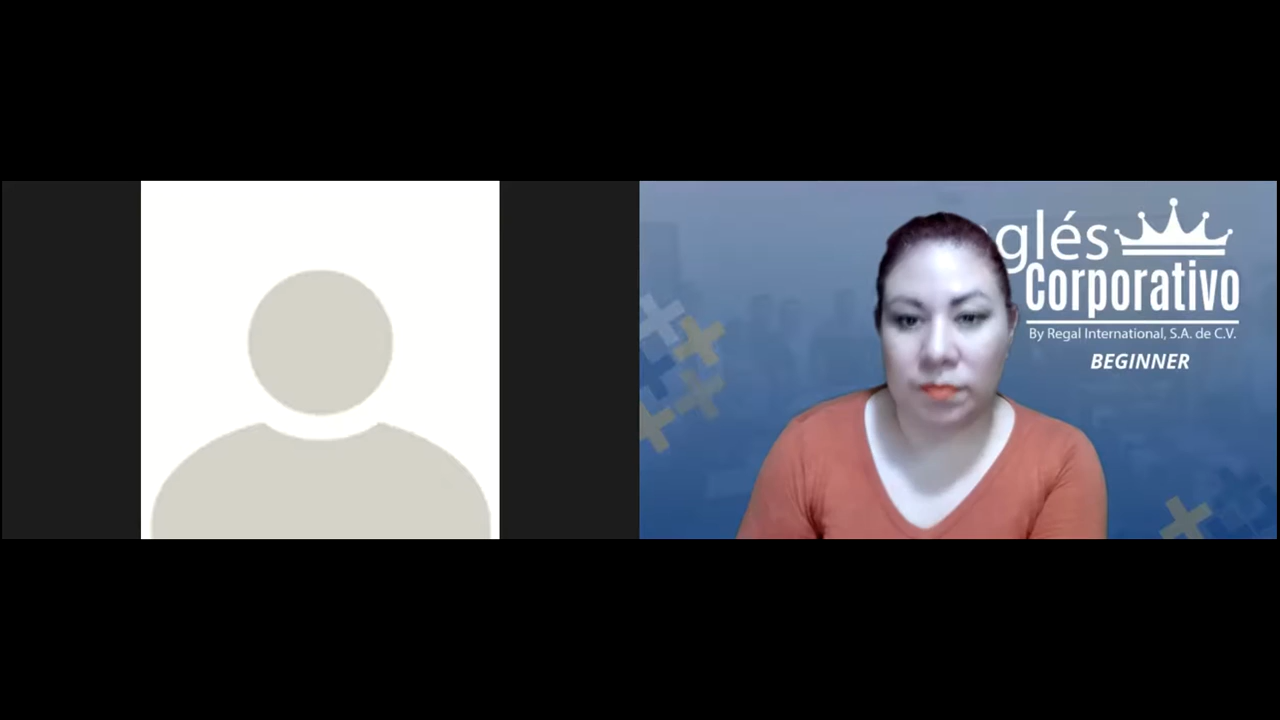 glés
Corporativo
By Regal International, S.A. de C.V.
BEGINNER